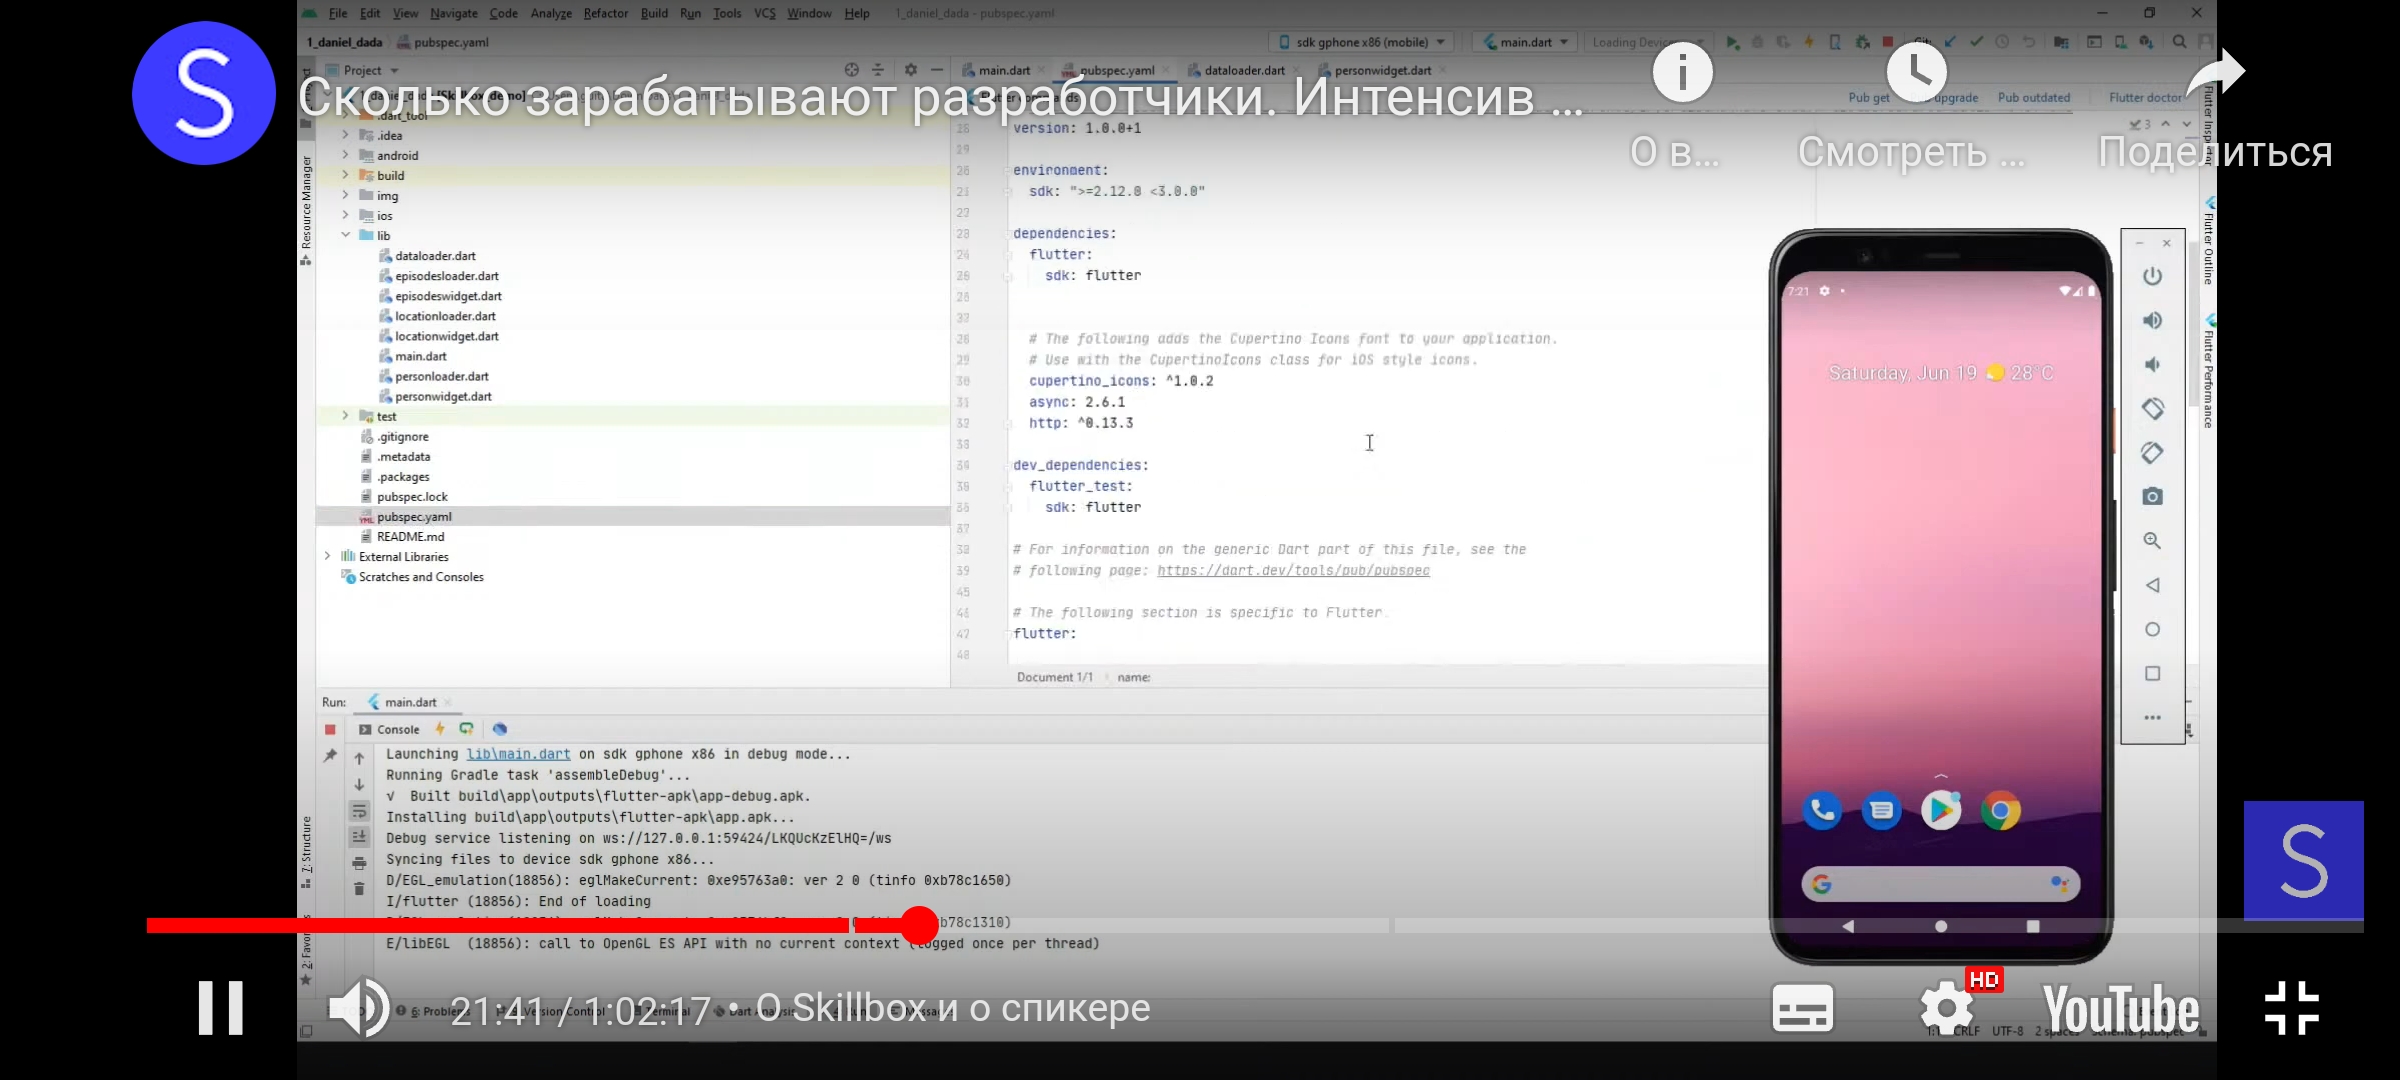 File Edit View Navigate Code Analyze Refactor Build Run Tools VCS Window Help 1_daniel_dada - pubspec.yaml
1_daniel_dada pubspec.yaml sdk gphone x86 (mobile) main.dart Loading Devices
Project main.dart pubspec.yaml dataloader.dart personwidget.dart
S Сколько зарабатывают разработчики. Интенсив ...
Pub get upgrade Pub outdated Flutter doctor
О в... Смотреть ... Поделиться
.dart_tool
.idea
android
build
img
ios
lib
dataloader.dart
episodesloader.dart
episodeswidget.dart
locationloader.dart
locationwidget.dart
main.dart
personloader.dart
personwidget.dart
test
.gitignore
.metadata
.packages
pubspec.lock
pubspec.yaml
README.md
External Libraries
Scratches and Consoles
Resource Manager
version: 1.0.0+1
environment:
sdk: ">=2.12.0 <3.0.0"
dependencies:
flutter:
sdk: flutter
# The following adds the Cupertino Icons font to your application.
# Use with the CupertinoIcons class for iOS style icons.
cupertino_icons: ^1.0.2
async: 2.6.1
http: ^0.13.3
dev_dependencies:
flutter_test:
sdk: flutter
# For information on the generic Dart part of this file, see the
# following page: https://dart.dev/tools/pub/pubspec
# The following section is specific to Flutter.
flutter:
Document 1/1 name:
3
Flutter Inspector
Flutter Outline
Flutter Performance
7:21
Saturday, Jun 19 28°C
Run: main.dart
Console
Launching lib\main.dart on sdk gphone x86 in debug mode...
Running Gradle task 'assembleDebug'...
√ Built build\app\outputs\flutter-apk\app-debug.apk.
Installing build\app\outputs\flutter-apk\app.apk...
Debug service listening on ws://127.0.0.1:59424/LKQUcKzElHQ=/ws
Syncing files to device sdk gphone x86...
D/EGL_emulation(18856): eglMakeCurrent: 0xe95763a0: ver 2 0 (tinfo 0xb78c1650)
I/flutter (18856): End of loading
b78c1310)
E/libEGL (18856): call to OpenGL ES API with no current context (logged once per thread)
7: Structure
2: Favorites
S
HD
21:41 / 1:02:17 • О Skillbox и о спикере
YouTube
6: Problems Version Control Terminal Dart Analysis
CRLF UTF-8 2 spaces